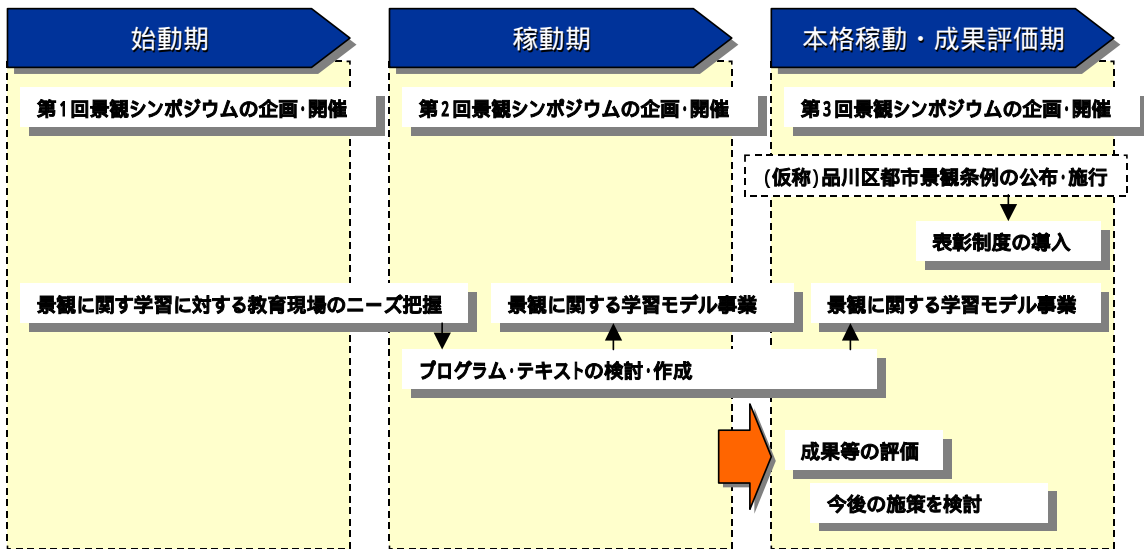 始動期
稼動期
本格稼動・成果評価期
第1回景観シンポジウムの企画・開催
第2回景観シンポジウムの企画・開催
第3回景観シンポジウムの企画・開催
(仮称)品川区都市景観条例の公布・施行
表彰制度の導入
景観に関す学習に対する教育現場のニーズ把握
景観に関する学習モデル事業
景観に関する学習モデル事業
プログラム・テキストの検討・作成
成果等の評価
今後の施策を検討